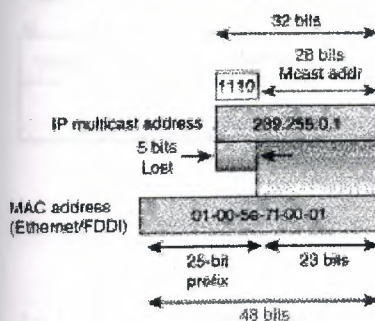 32 bits
28 bits
Mcast addr
1110
IP multicast address
239.255.0.1
5 bits
Lost
MAC address
(Ethernet/FDDI)
01-00-5e-7f-00-01
25-bit
prefix
23 bits
48 bits